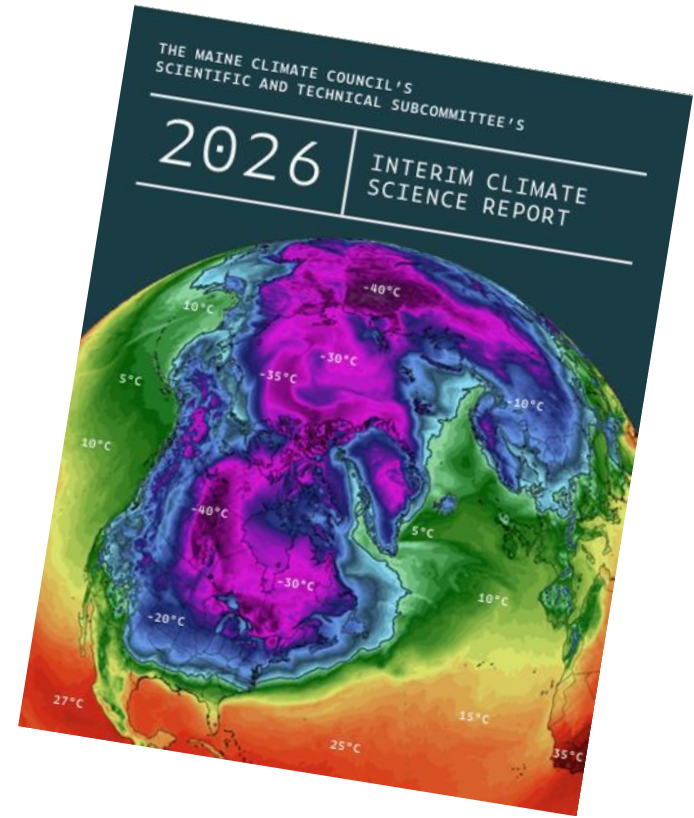 THE MAINE CLIMATE COUNCIL'S
SCIENTIFIC AND TECHNICAL SUBCOMMITTEE'S
2026
INTERIM CLIMATE
SCIENCE REPORT
-40°C
10°C
-30°C
-35°C
5°C
-10°C
10°C
-40°C
5°C
-30°C
10°C
-20°C
27°C
15°C
25°C
35°C